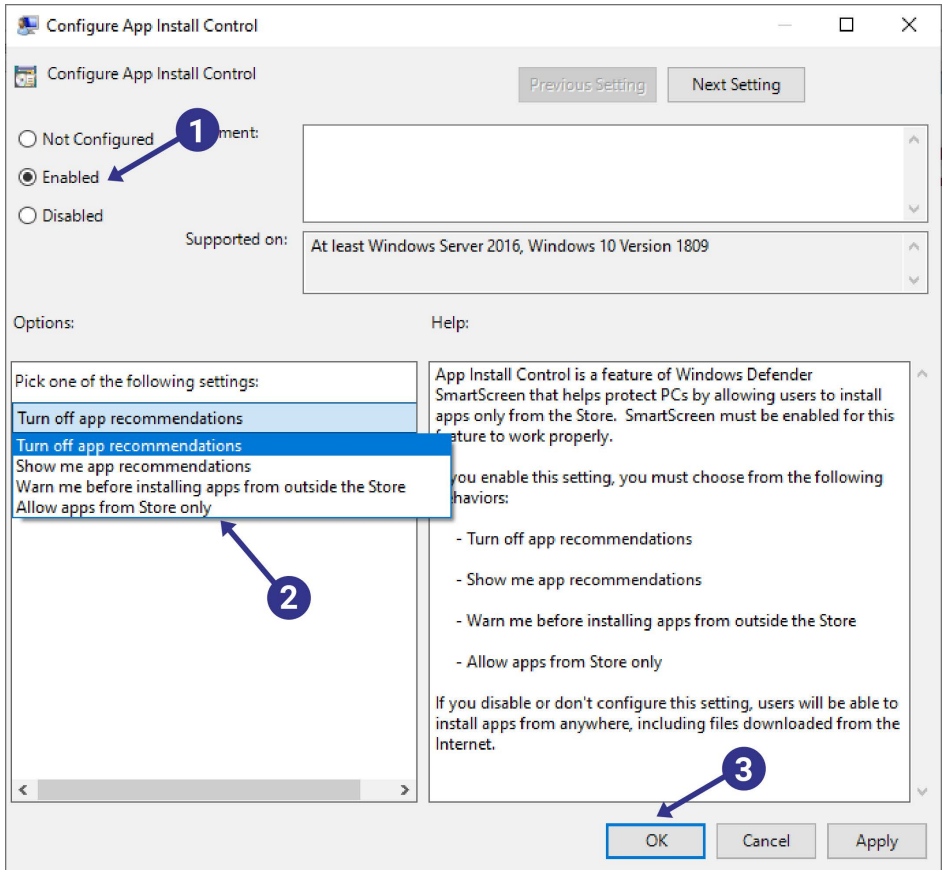 Configure App Install Control
Configure App Install Control
Previous Setting
Next Setting
Not Configured
1
ment:
Enabled
Disabled
Supported on:
At least Windows Server 2016, Windows 10 Version 1809
Options:
Help:
Pick one of the following settings:
Turn off app recommendations
Turn off app recommendations
Show me app recommendations
Warn me before installing apps from outside the Store
Allow apps from Store only
2
App Install Control is a feature of Windows Defender
SmartScreen that helps protect PCs by allowing users to install
apps only from the Store.  SmartScreen must be enabled for this
ature to work properly.
you enable this setting, you must choose from the following
haviors:
- Turn off app recommendations
- Show me app recommendations
- Warn me before installing apps from outside the Store
- Allow apps from Store only
If you disable or don't configure this setting, users will be able to
install apps from anywhere, including files downloaded from the
Internet.
3
OK
Cancel
Apply